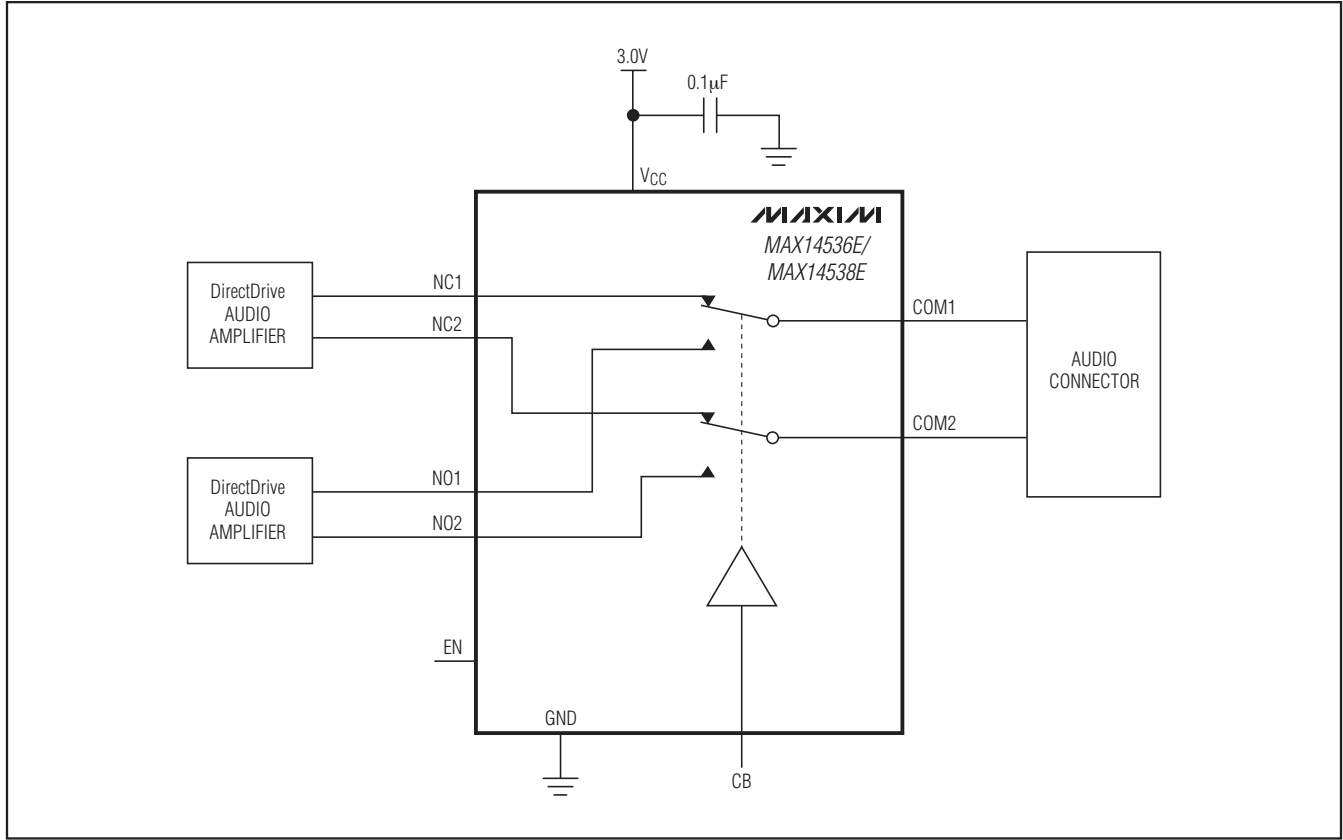 3.0V
0.1μF
VCC
MAXIM
MAX14536E/
MAX14538E
DirectDrive
AUDIO
AMPLIFIER
NC1
NC2
COM1
AUDIO
CONNECTOR
COM2
DirectDrive
AUDIO
AMPLIFIER
NO1
NO2
EN
GND
CB